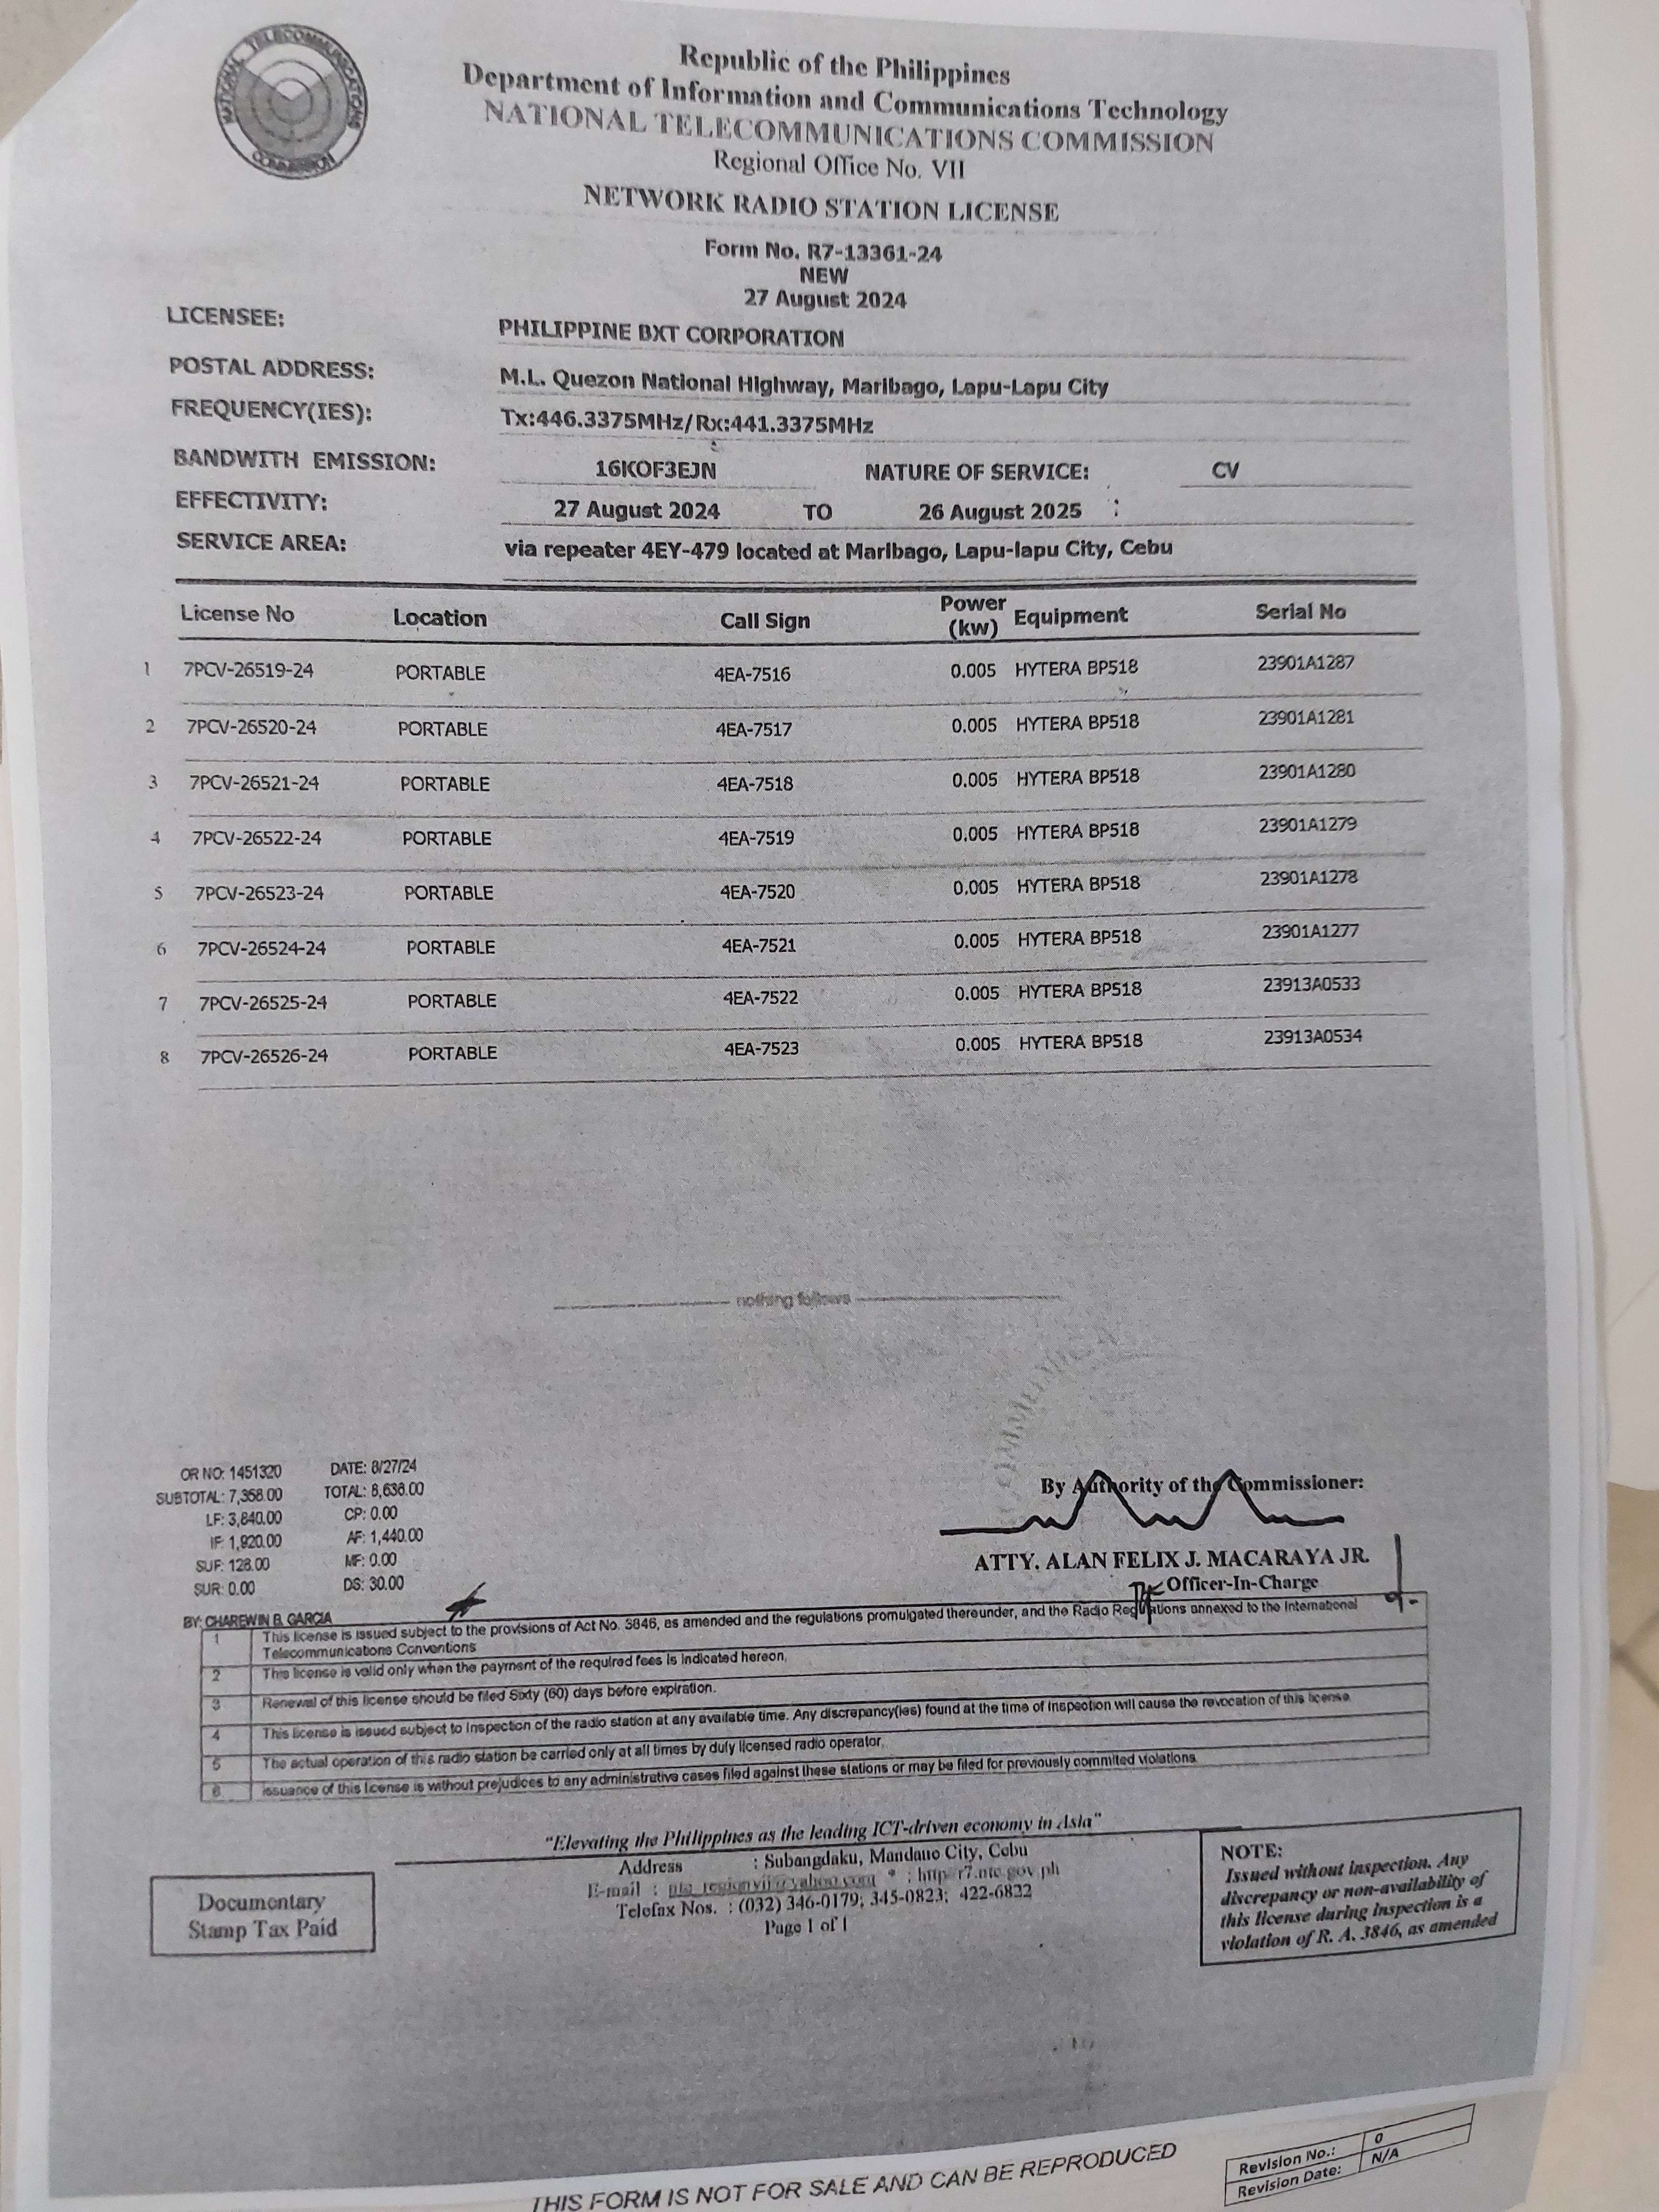 NATIONAL TELECOMMUNICATIONS COMMISSION
Republic of the Philippines
Department of Information and Communications Technology
NATIONAL TELECOMMUNICATIONS COMMISSION
Regional Office No. VII
NETWORK RADIO STATION LICENSE
Form No. R7-13361-24
NEW
27 August 2024
LICENSEE: PHILIPPINE BXT CORPORATION
POSTAL ADDRESS: M.L. Quezon National Highway, Maribago, Lapu-Lapu City
FREQUENCY(IES): Tx:446.3375MHz/Rx:441.3375MHz
BANDWITH EMISSION: 16KOF3EJN NATURE OF SERVICE: CV
EFFECTIVITY: 27 August 2024 TO 26 August 2025
SERVICE AREA: via repeater 4EY-479 located at Maribago, Lapu-lapu City, Cebu
License No Location Call Sign Power (kw) Equipment Serial No
1 7PCV-26519-24 PORTABLE 4EA-7516 0.005 HYTERA BP518 23901A1287
2 7PCV-26520-24 PORTABLE 4EA-7517 0.005 HYTERA BP518 23901A1281
3 7PCV-26521-24 PORTABLE 4EA-7518 0.005 HYTERA BP518 23901A1280
4 7PCV-26522-24 PORTABLE 4EA-7519 0.005 HYTERA BP518 23901A1279
5 7PCV-26523-24 PORTABLE 4EA-7520 0.005 HYTERA BP518 23901A1278
6 7PCV-26524-24 PORTABLE 4EA-7521 0.005 HYTERA BP518 23901A1277
7 7PCV-26525-24 PORTABLE 4EA-7522 0.005 HYTERA BP518 23913A0533
8 7PCV-26526-24 PORTABLE 4EA-7523 0.005 HYTERA BP518 23913A0534
nothing follows
OR NO: 1451320 DATE: 8/27/24
SUBTOTAL: 7,358.00 TOTAL: 8,638.00
LF: 3,840.00 CP: 0.00
IF: 1,920.00 AF: 1,440.00
SUF: 128.00 MF: 0.00
SUR: 0.00 DS: 30.00
BY: CHAREWIN B. GARCIA
By Authority of the Commissioner:
ATTY. ALAN FELIX J. MACARAYA JR.
Officer-In-Charge
1 This license is issued subject to the provisions of Act No. 3846, as amended and the regulations promulgated thereunder, and the Radio Regulations annexed to the International
Telecommunications Conventions
2 This license is valid only when the payment of the required fees is indicated hereon.
3 Renewal of this license should be filed Sixty (60) days before expiration.
4 This license is issued subject to inspection of the radio station at any available time. Any discrepancy(ies) found at the time of inspection will cause the revocation of this license.
5 The actual operation of this radio station be carried only at all times by duly licensed radio operator.
6 issuance of this license is without prejudices to any administrative cases filed against these stations or may be filed for previously commited violations.
"Elevating the Philippines as the leading ICT-driven economy in Asia"
Address : Subangdaku, Mandaue City, Cebu
E-mail : ntc_regionvii@yahoo.com * : http//r7.ntc.gov.ph
Telefax Nos. : (032) 346-0179; 345-0823; 422-6822
Page 1 of 1
Documentary
Stamp Tax Paid
NOTE:
Issued without inspection. Any
discrepancy or non-availability of
this license during inspection is a
violation of R. A. 3846, as amended
THIS FORM IS NOT FOR SALE AND CAN BE REPRODUCED
Revision No.: 0
Revision Date: N/A